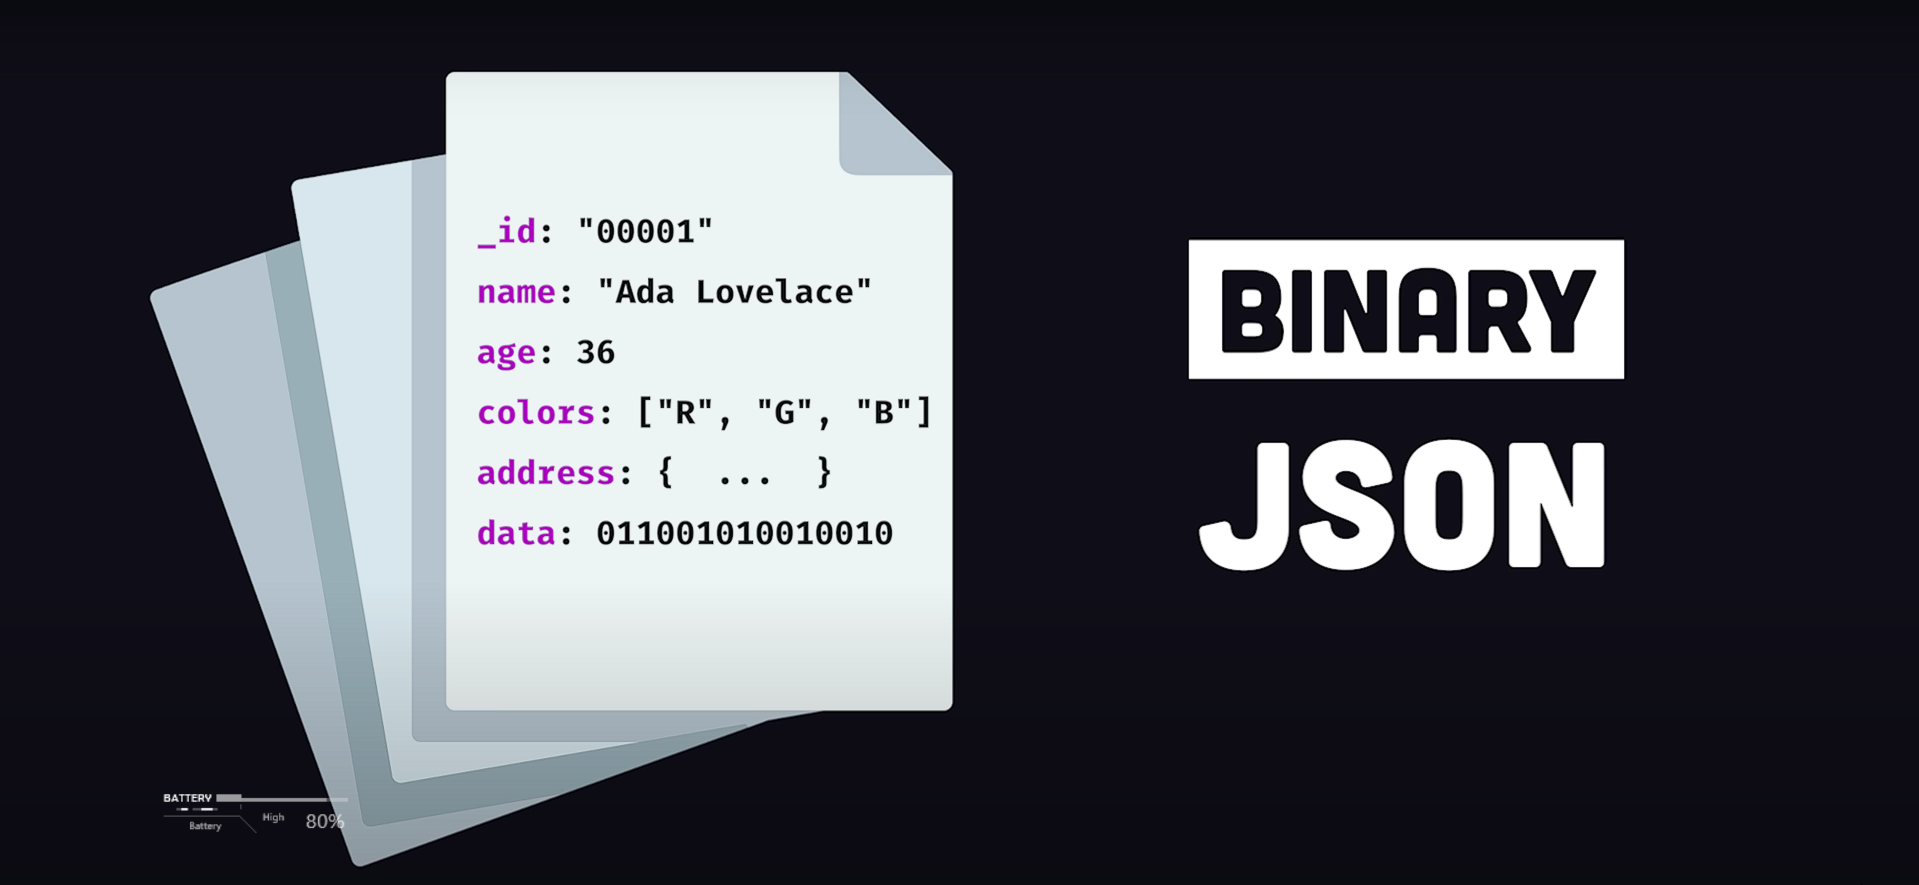 _id: "00001"
name: "Ada Lovelace"
age: 36
colors: ["R", "G", "B"]
address: { ... }
data: 011001010010010
BINARY
JSON
BATTERY
Battery
High
80%